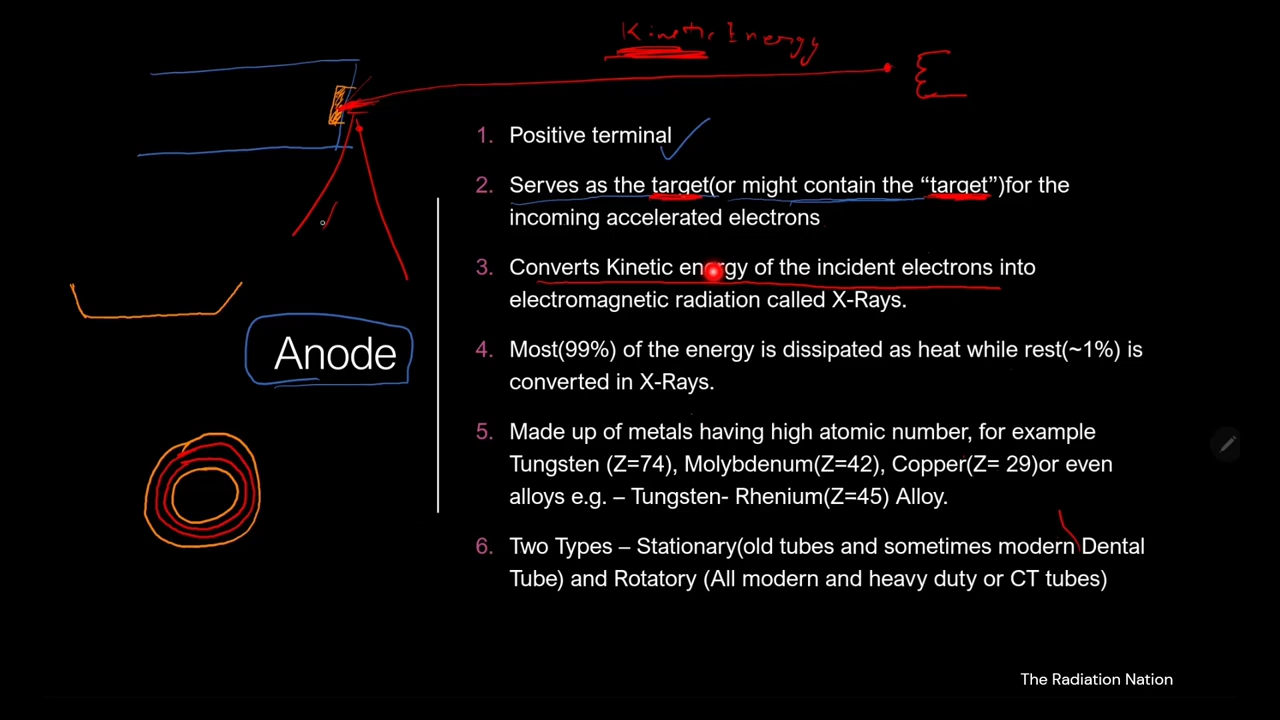 Kinetic Energy
1. Positive terminal
2. Serves as the target(or might contain the “target”)for the
incoming accelerated electrons
3. Converts Kinetic energy of the incident electrons into
electromagnetic radiation called X-Rays.
Anode
4. Most(99%) of the energy is dissipated as heat while rest(~1%) is
converted in X-Rays.
5. Made up of metals having high atomic number, for example
Tungsten (Z=74), Molybdenum(Z=42), Copper(Z= 29)or even
alloys e.g. – Tungsten- Rhenium(Z=45) Alloy.
6. Two Types – Stationary(old tubes and sometimes modern Dental
Tube) and Rotatory (All modern and heavy duty or CT tubes)
The Radiation Nation